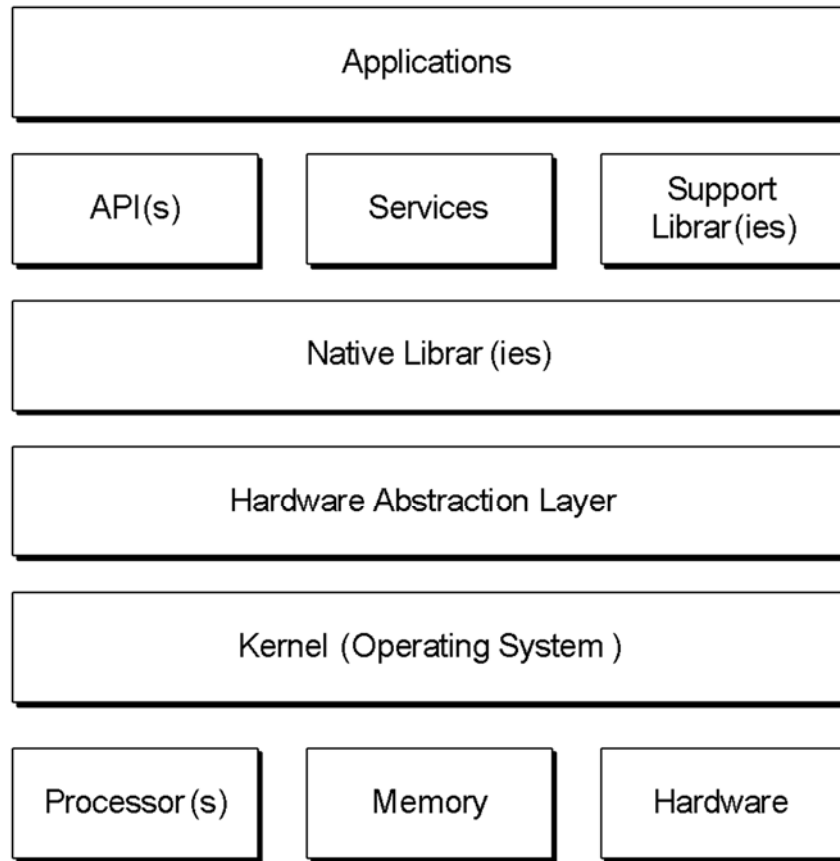 Applications
API(s)
Services
Support
Librar(ies)
Native Librar (ies)
Hardware Abstraction Layer
Kernel (Operating System )
Processor(s)
Memory
Hardware